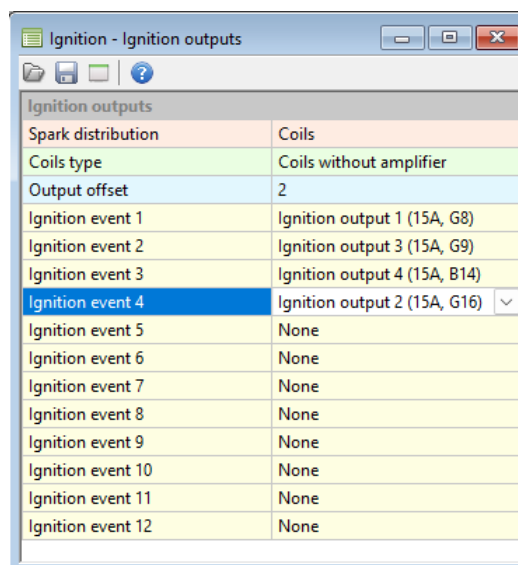 Ignition - Ignition outputs
Ignition outputs
Spark distribution Coils
Coils type Coils without amplifier
Output offset 2
Ignition event 1 Ignition output 1 (15A, G8)
Ignition event 2 Ignition output 3 (15A, G9)
Ignition event 3 Ignition output 4 (15A, B14)
Ignition event 4 Ignition output 2 (15A, G16)
Ignition event 5 None
Ignition event 6 None
Ignition event 7 None
Ignition event 8 None
Ignition event 9 None
Ignition event 10 None
Ignition event 11 None
Ignition event 12 None